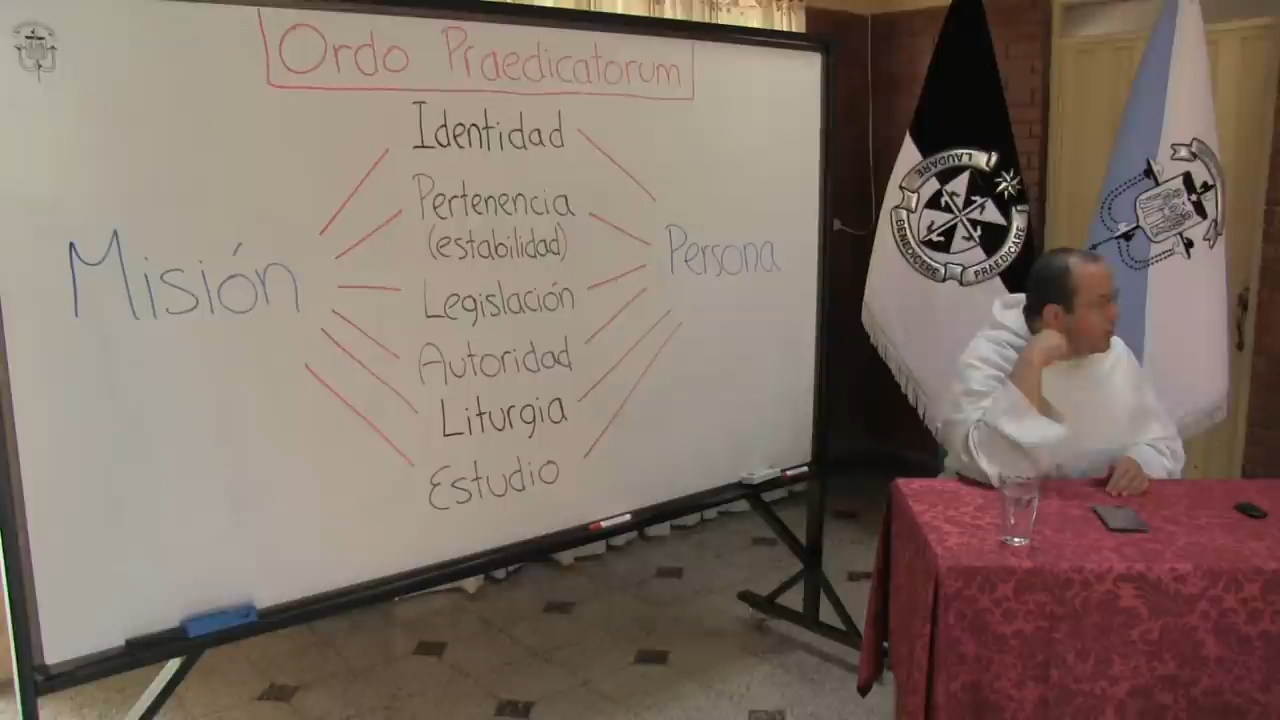 Ordo Praedicatorum
Identidad
Pertenencia
(estabilidad)
Misión
Persona
Legislación
Autoridad
Liturgia
Estudio
LAUDARE
BENEDICERE
PRAEDICARE